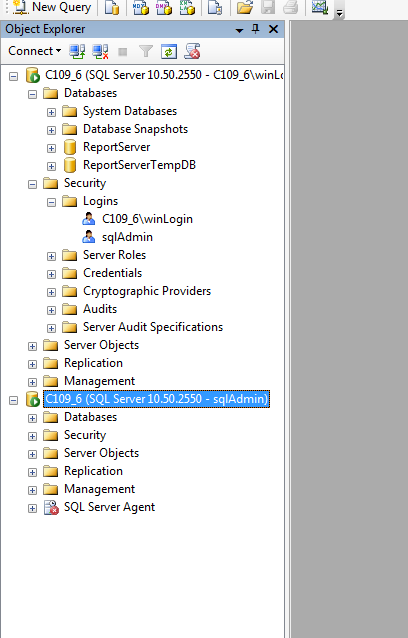 New Query
Object Explorer
Connect
C109_6 (SQL Server 10.50.2550 - C109_6\winLo
Databases
System Databases
Database Snapshots
ReportServer
ReportServerTempDB
Security
Logins
C109_6\winLogin
sqlAdmin
Server Roles
Credentials
Cryptographic Providers
Audits
Server Audit Specifications
Server Objects
Replication
Management
C109_6 (SQL Server 10.50.2550 - sqlAdmin)
Databases
Security
Server Objects
Replication
Management
SQL Server Agent